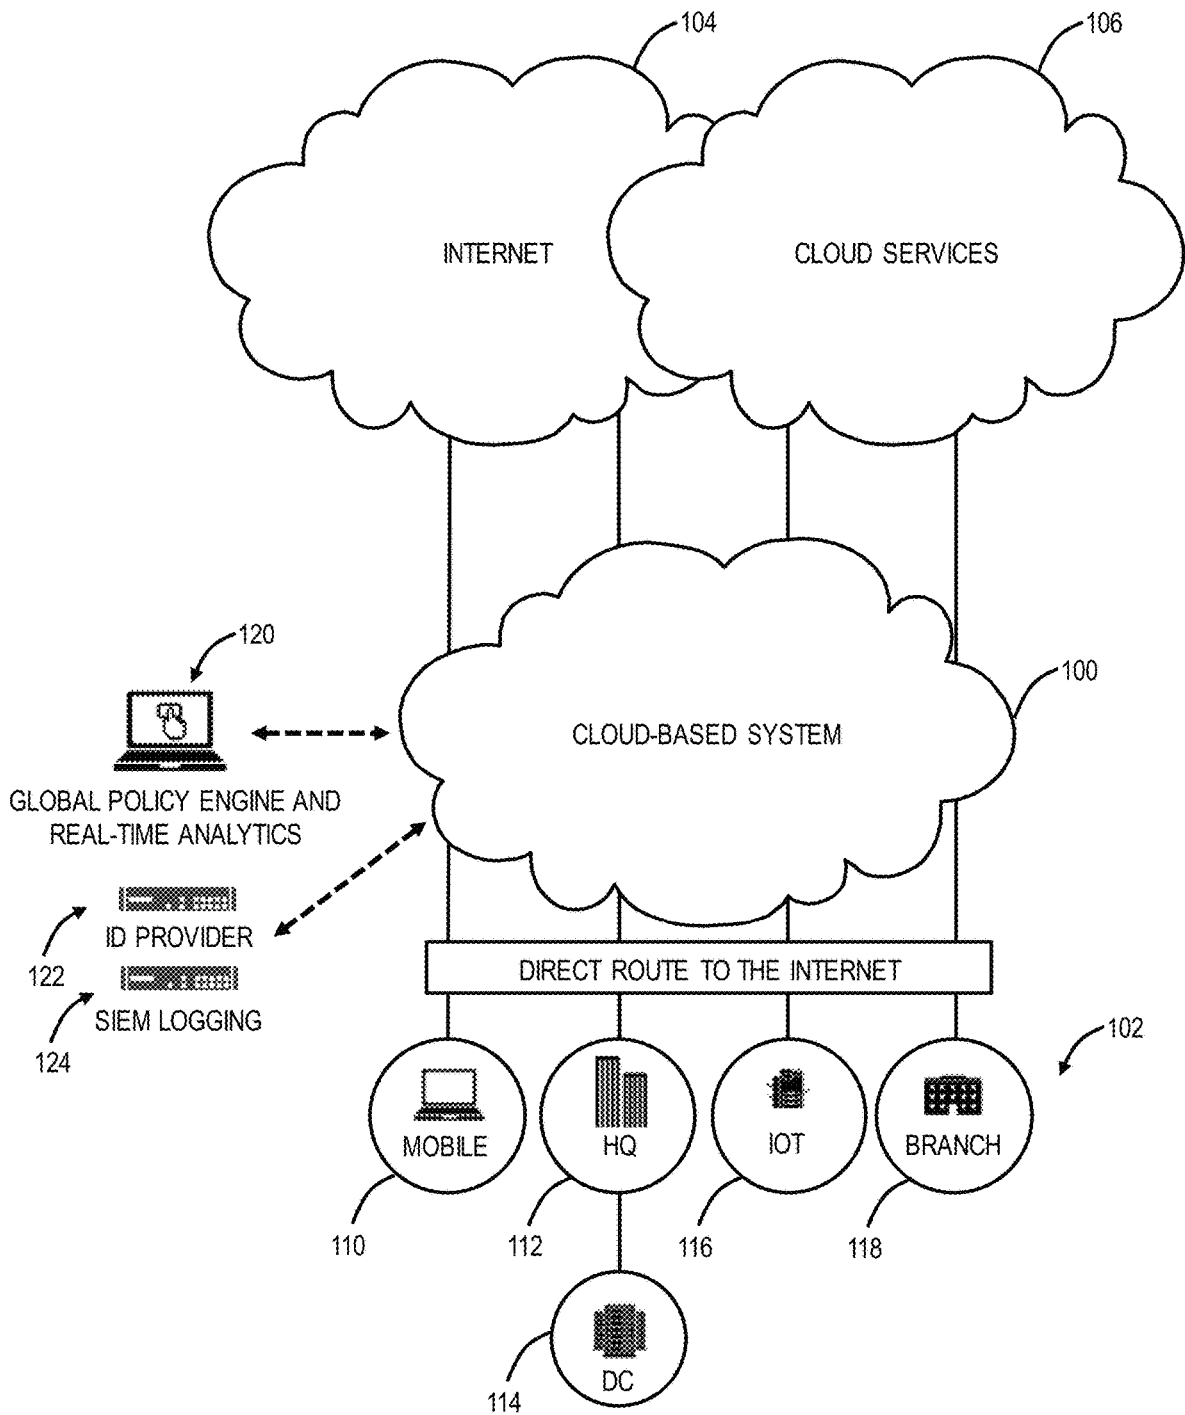 104
106
INTERNET
CLOUD SERVICES
120
100
CLOUD-BASED SYSTEM
GLOBAL POLICY ENGINE AND
REAL-TIME ANALYTICS
ID PROVIDER
122
DIRECT ROUTE TO THE INTERNET
SIEM LOGGING
124
102
MOBILE
HQ
IOT
BRANCH
110
112
116
118
DC
114